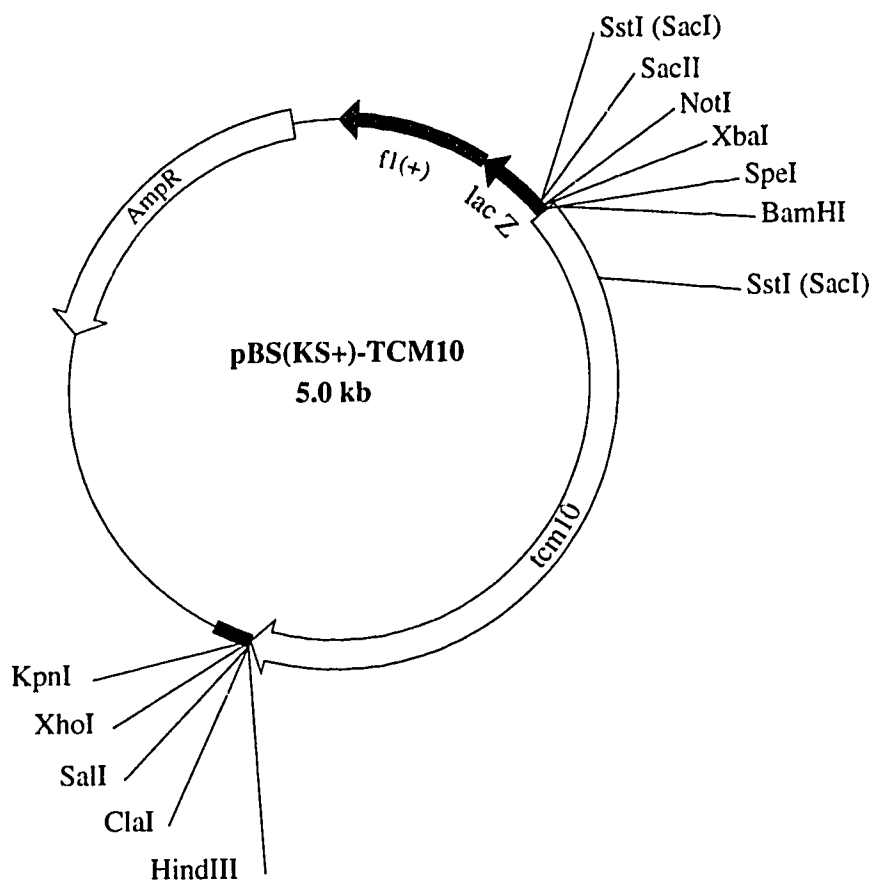 SstI (SacI)
SacII
NotI
XbaI
SpeI
BamHI
SstI (SacI)
f1(+)
lac Z
AmpR
pBS(KS+)-TCM10
5.0 kb
tcm10
KpnI
XhoI
SalI
ClaI
HindIII